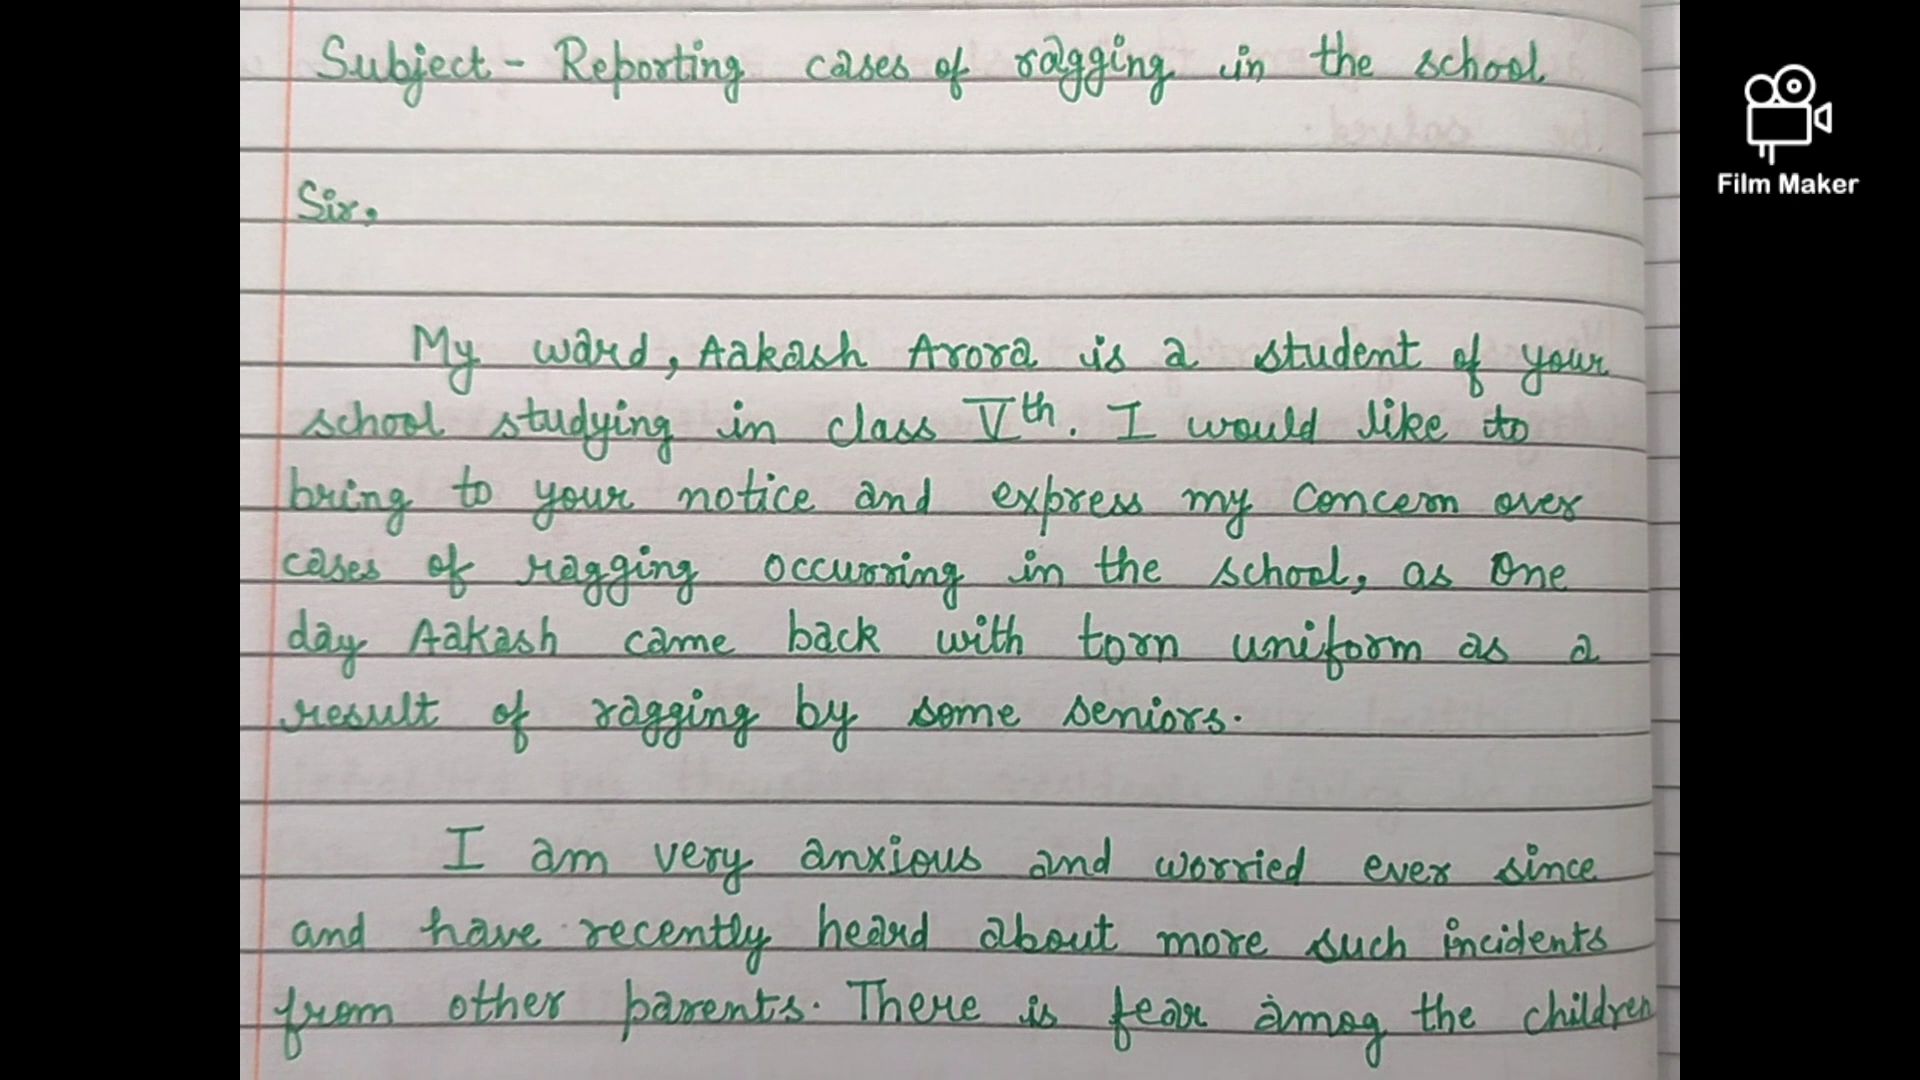 Subject - Reporting cases of ragging in the school
Film Maker
Sir,
My ward, Aakash Arora is a student of your
school studying in class Vth. I would like to
bring to your notice and express my concern over
cases of ragging occurring in the school, as One
day Aakash came back with torn uniform as a
result of ragging by some seniors.
I am very anxious and worried ever since
and have recently heard about more such incidents
from other parents. There is fear amog the children